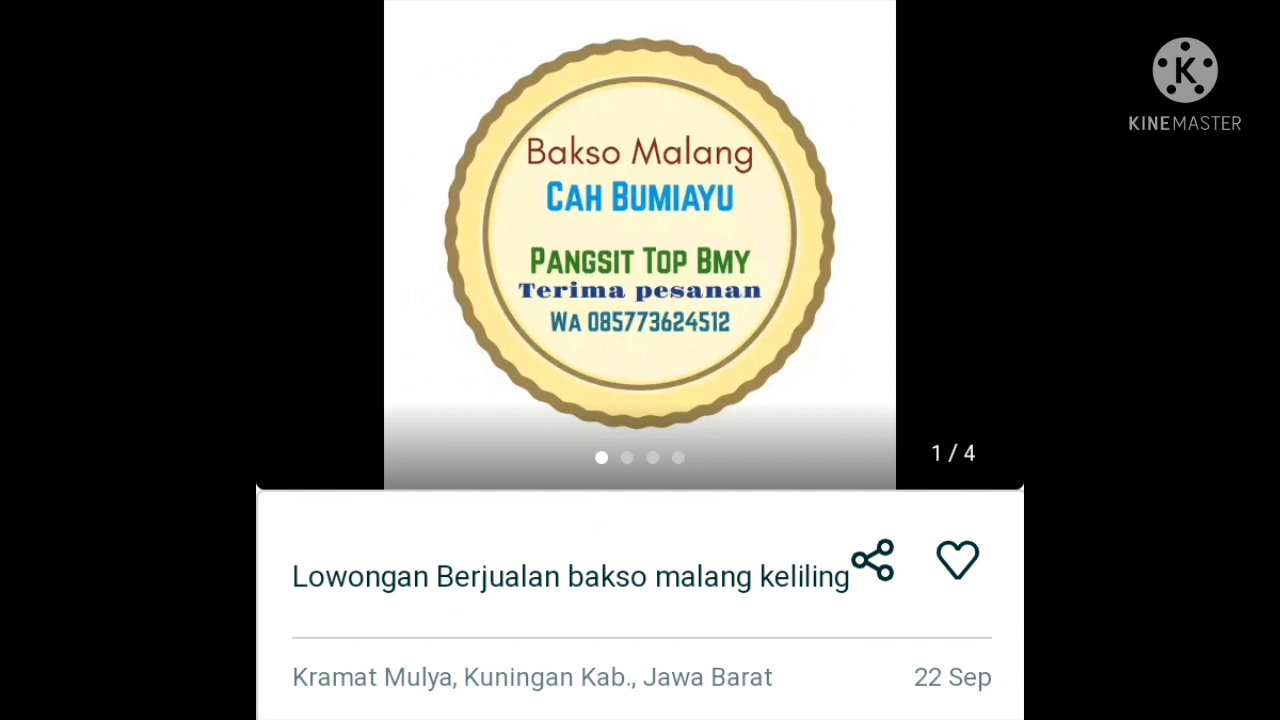 K
KINEMASTER
Bakso Malang
CAH BUMIAYU
PANGSIT TOP BMY
Terima pesanan
WA 085773624512
1 / 4
Lowongan Berjualan bakso malang keliling
Kramat Mulya, Kuningan Kab., Jawa Barat
22 Sep